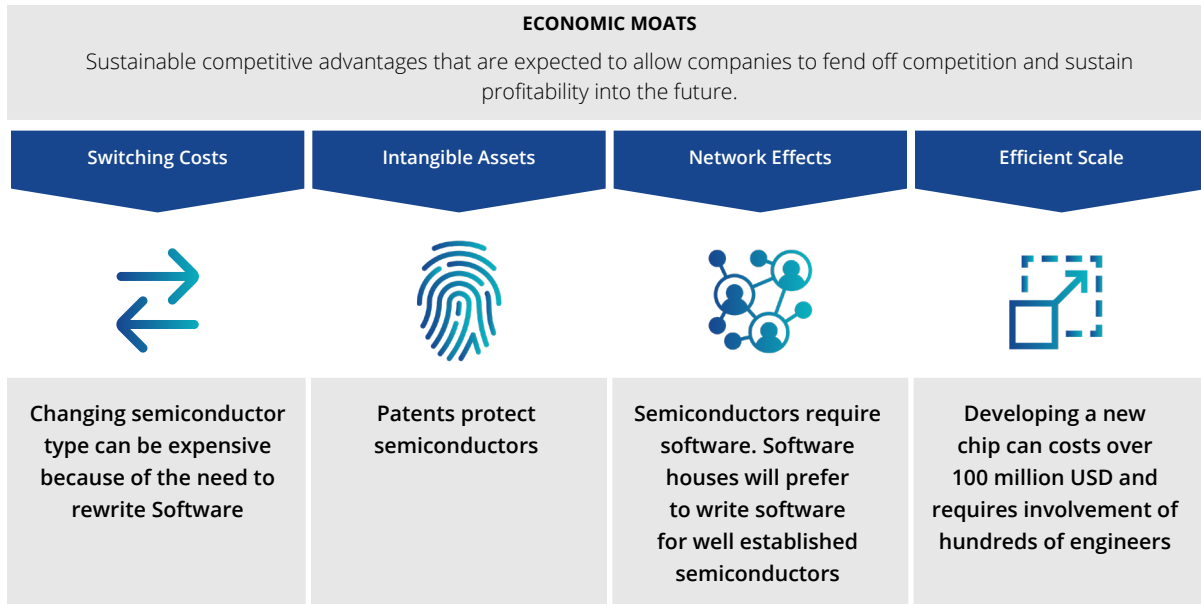 ECONOMIC MOATS
Sustainable competitive advantages that are expected to allow companies to fend off competition and sustain
profitability into the future.
Switching Costs
Intangible Assets
Network Effects
Efficient Scale
Changing semiconductor
type can be expensive
because of the need to
rewrite Software
Patents protect
semiconductors
Semiconductors require
software. Software
houses will prefer
to write software
for well established
semiconductors
Developing a new
chip can costs over
100 million USD and
requires involvement of
hundreds of engineers